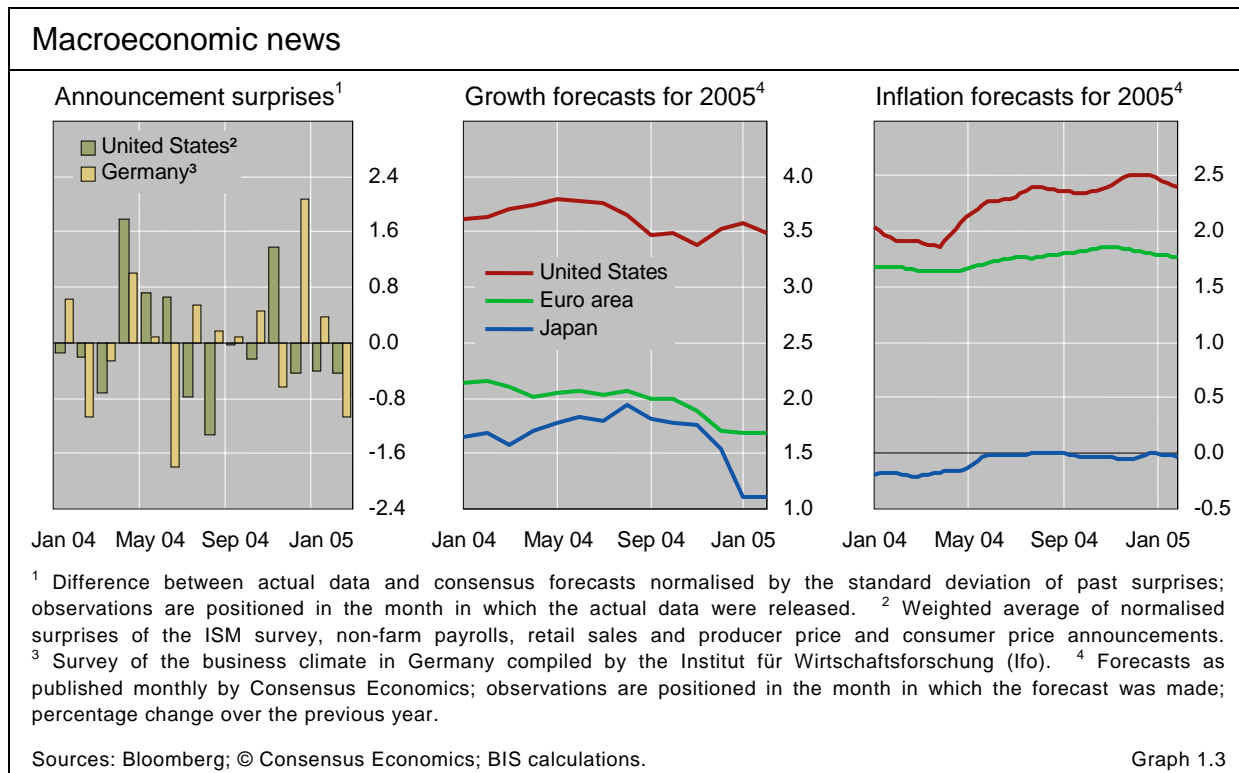 Macroeconomic news
Announcement surprises¹
Growth forecasts for 2005⁴
Inflation forecasts for 2005⁴
United States²
Germany³
2.4
1.6
0.8
0.0
-0.8
-1.6
-2.4
United States
Euro area
Japan
4.0
3.5
3.0
2.5
2.0
1.5
1.0
2.5
2.0
1.5
1.0
0.5
0.0
-0.5
Jan 04 May 04 Sep 04 Jan 05
Jan 04 May 04 Sep 04 Jan 05
Jan 04 May 04 Sep 04 Jan 05
¹ Difference between actual data and consensus forecasts normalised by the standard deviation of past surprises;
observations are positioned in the month in which the actual data were released. ² Weighted average of normalised
surprises of the ISM survey, non-farm payrolls, retail sales and producer price and consumer price announcements.
³ Survey of the business climate in Germany compiled by the Institut für Wirtschaftsforschung (Ifo). ⁴ Forecasts as
published monthly by Consensus Economics; observations are positioned in the month in which the forecast was made;
percentage change over the previous year.
Sources: Bloomberg; © Consensus Economics; BIS calculations.
Graph 1.3